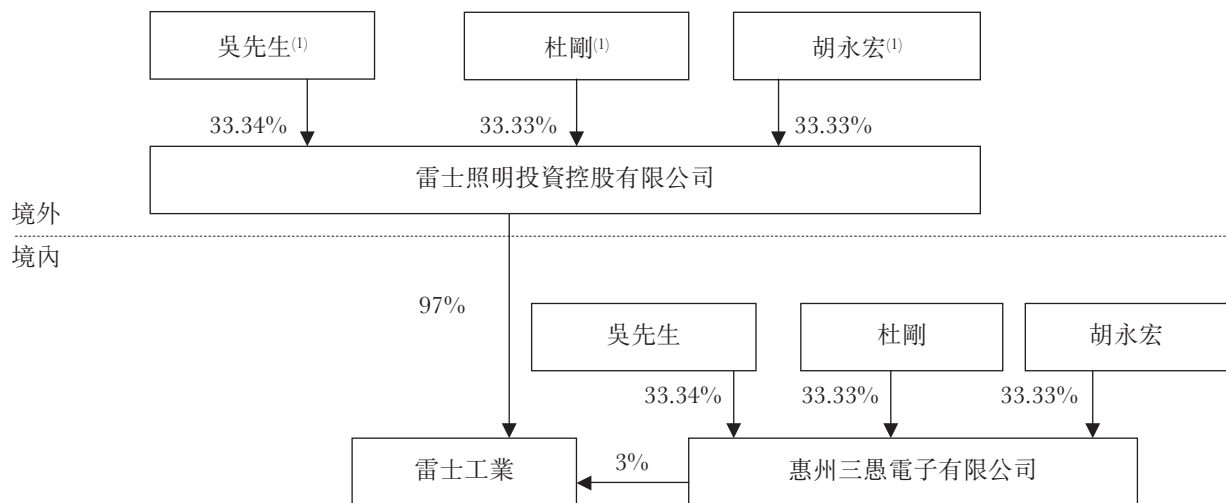 吳先生(1)
杜剛(1)
胡永宏(1)
33.34%
33.33%
33.33%
雷士照明投資控股有限公司
境外
境內
97%
吳先生
杜剛
胡永宏
33.34%
33.33%
33.33%
雷士工業
3%
惠州三愚電子有限公司